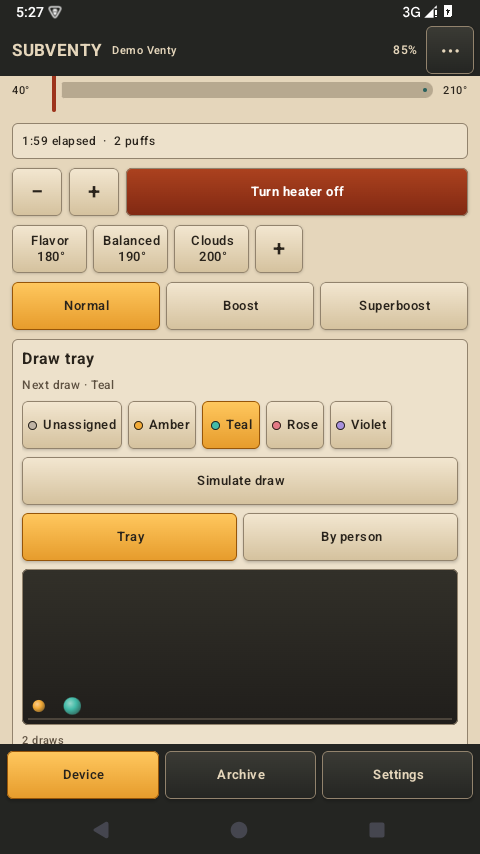 5:27
3G
SUBVENTY Demo Venty 85% ...
40° 210°
1:59 elapsed · 2 puffs
− + Turn heater off
Flavor 180°
Balanced 190°
Clouds 200°
+
Normal Boost Superboost
Draw tray
Next draw · Teal
Unassigned Amber Teal Rose Violet
Simulate draw
Tray By person
2 draws
Device Archive Settings